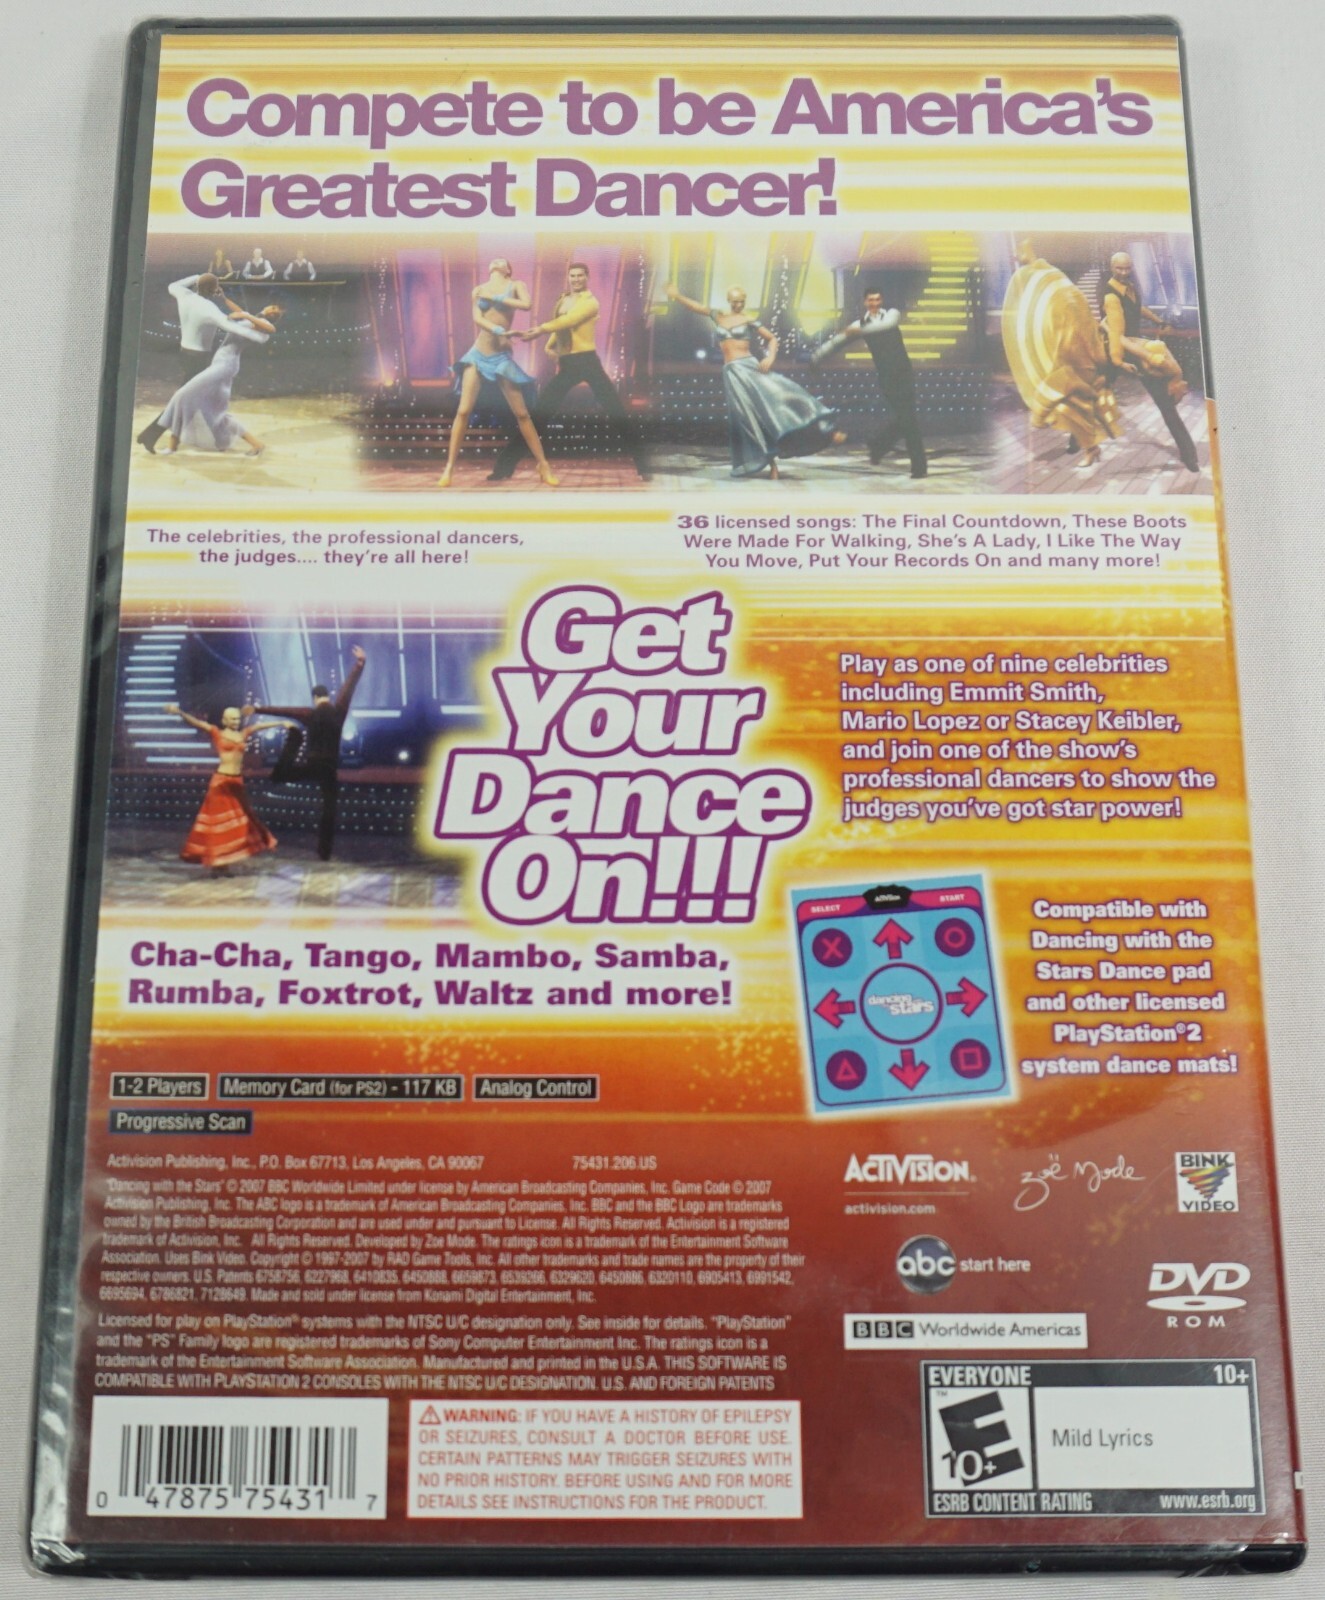 Compete to be America's
Greatest Dancer!
The celebrities, the professional dancers,
the judges.... they're all here!
36 licensed songs: The Final Countdown, These Boots
Were Made For Walking, She's A Lady, I Like The Way
You Move, Put Your Records On and many more!
Get
Your
Dance
On!!!
Play as one of nine celebrities
including Emmit Smith,
Mario Lopez or Stacey Keibler,
and join one of the show's
professional dancers to show the
judges you've got star power!
Cha-Cha, Tango, Mambo, Samba,
Rumba, Foxtrot, Waltz and more!
SELECT
Activision
START
dancing
with the
stars
Compatible with
Dancing with the
Stars Dance pad
and other licensed
PlayStation®2
system dance mats!
1-2 Players
Memory Card (for PS2) - 117 KB
Analog Control
Progressive Scan
Activision Publishing, Inc., P.O. Box 67713, Los Angeles, CA 90067
75431.206.US
"Dancing with the Stars" © 2007 BBC Worldwide Limited under license by American Broadcasting Companies, Inc. Game Code © 2007
Activision Publishing, Inc. The ABC logo is a trademark of American Broadcasting Companies, Inc. BBC and the BBC Logo are trademarks
owned by the British Broadcasting Corporation and are used under and pursuant to License. All Rights Reserved. Activision is a registered
trademark of Activision, Inc. All Rights Reserved. Developed by Zoe Mode. The ratings icon is a trademark of the Entertainment Software
Association. Uses Bink Video. Copyright © 1997-2007 by RAD Game Tools, Inc. All other trademarks and trade names are the property of their
respective owners. U.S. Patents 6758756, 6227968, 6410835, 6450888, 6659873, 6539266, 6329620, 6450886, 6320110, 6905413, 6991542,
6695694, 6786821, 7128649. Made and sold under license from Konami Digital Entertainment, Inc.
Licensed for play on PlayStation® systems with the NTSC U/C designation only. See inside for details. "PlayStation"
and the "PS" Family logo are registered trademarks of Sony Computer Entertainment Inc. The ratings icon is a
trademark of the Entertainment Software Association. Manufactured and printed in the U.S.A. THIS SOFTWARE IS
COMPATIBLE WITH PLAYSTATION 2 CONSOLES WITH THE NTSC U/C DESIGNATION. U.S. AND FOREIGN PATENTS
ACTIVISION.
activision.com
zoë mode
BINK
VIDEO
abc start here
DVD
ROM
BBC Worldwide Americas
0 47875 75431 7
WARNING: IF YOU HAVE A HISTORY OF EPILEPSY
OR SEIZURES, CONSULT A DOCTOR BEFORE USE.
CERTAIN PATTERNS MAY TRIGGER SEIZURES WITH
NO PRIOR HISTORY. BEFORE USING AND FOR MORE
DETAILS SEE INSTRUCTIONS FOR THE PRODUCT.
EVERYONE 10+
E
10+
™
Mild Lyrics
ESRB CONTENT RATING www.esrb.org